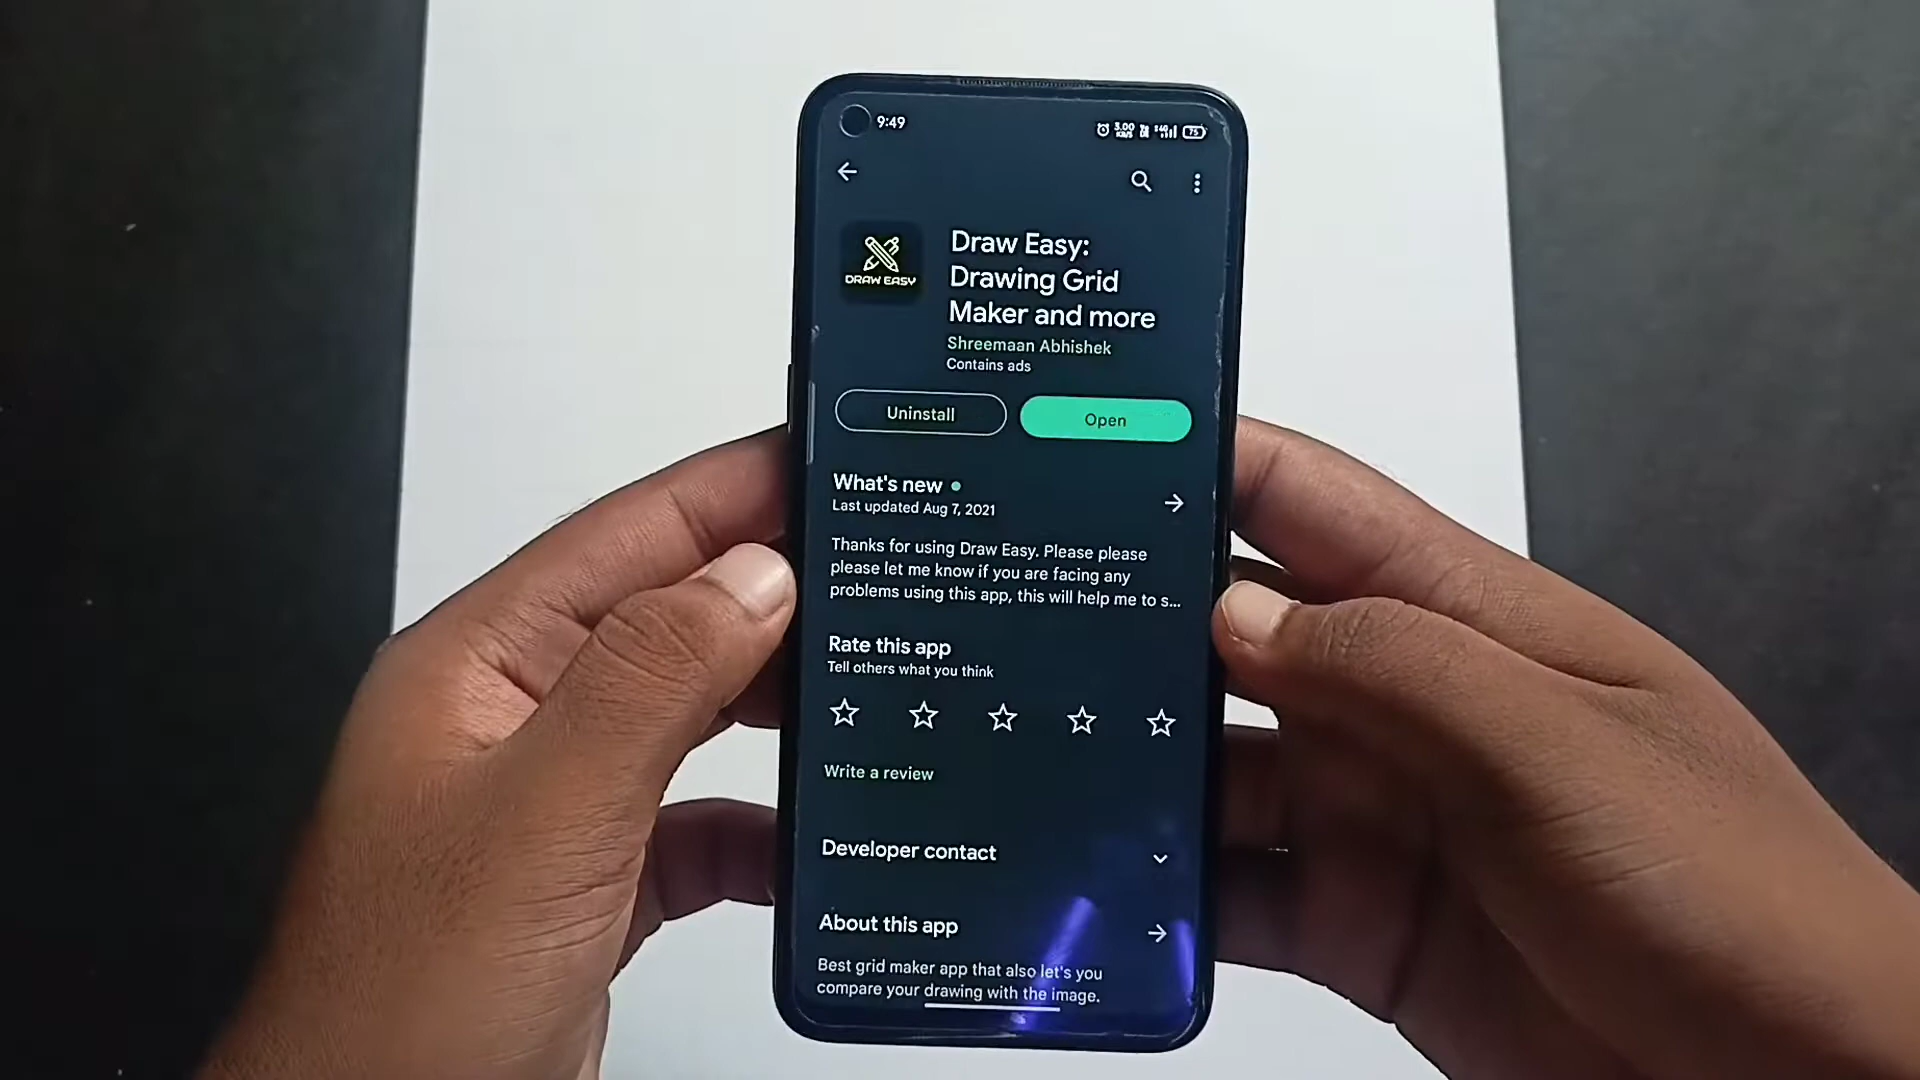 9:49
3.00
KB/S
75
Draw Easy:
Drawing Grid
Maker and more
DRAW EASY
Shreemaan Abhishek
Contains ads
Uninstall
Open
What's new
Last updated Aug 7, 2021
Thanks for using Draw Easy. Please please
please let me know if you are facing any
problems using this app, this will help me to s...
Rate this app
Tell others what you think
Write a review
Developer contact
About this app
Best grid maker app that also let's you
compare your drawing with the image.